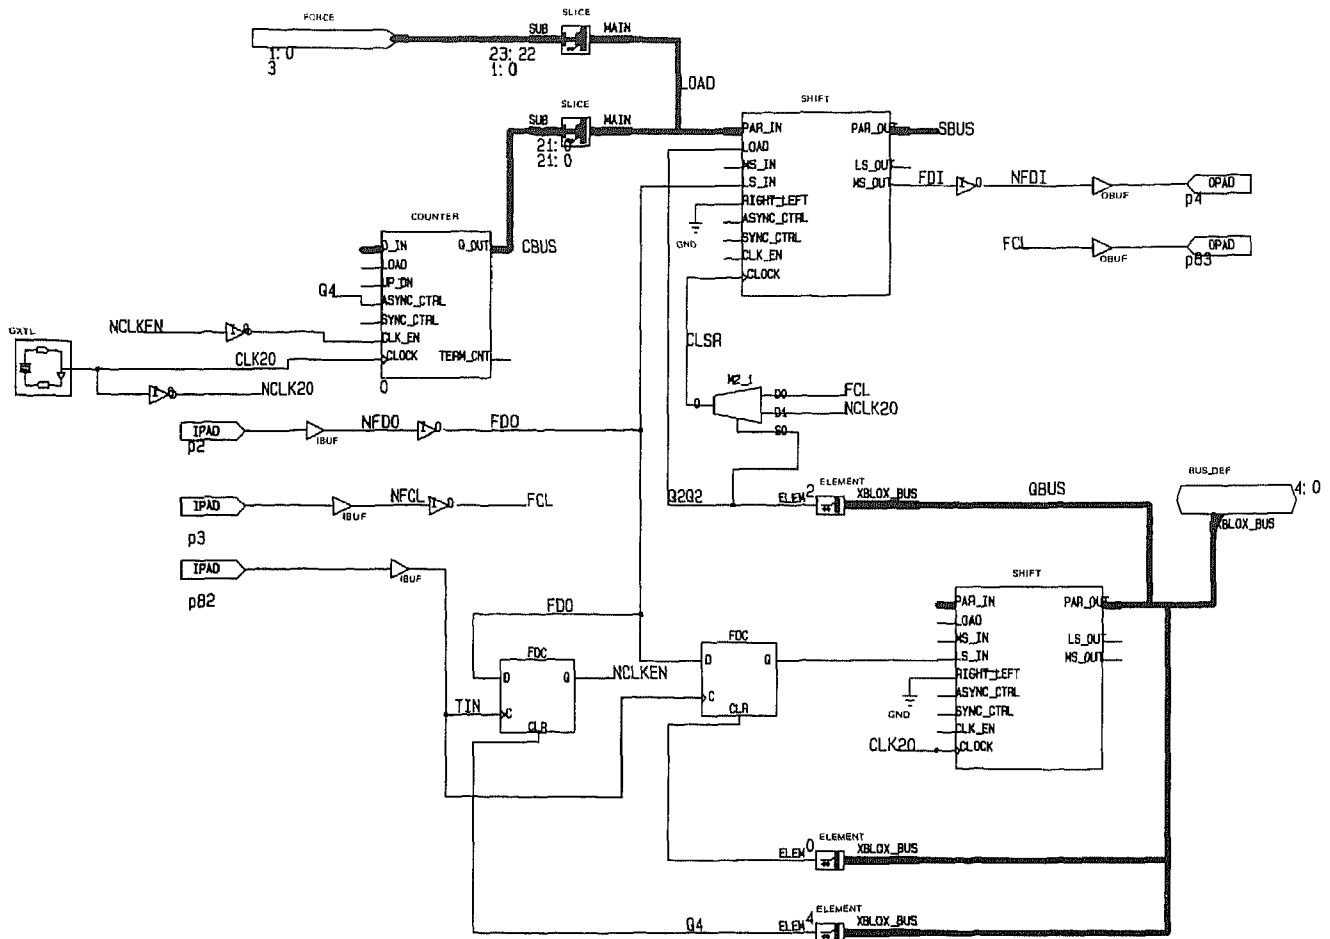 FORCE
1:0
3
SUB
SLICE
MAIN
23:22
1:0
LOAD
SUB
SLICE
MAIN
21:0
21:0
SHIFT
PAR_IN
PAR_OUT
SBUS
LOAD
MS_IN
LS_OUT
LS_IN
MS_OUT
FDI
I
O
NFDI
OBUF
OPAD
p4
RIGHT_LEFT
GND
ASYNC_CTRL
SYNC_CTRL
CLK_EN
CLOCK
FCL
OBUF
OPAD
p83
COUNTER
D_IN
Q_OUT
CBUS
LOAD
UP_DN
Q4
ASYNC_CTRL
SYNC_CTRL
NCLKEN
I
O
CLK_EN
GXTL
CLK20
CLOCK
TERM_CNT
0
I
O
NCLK20
CLSR
M2_1
O
D0
FCL
D1
NCLK20
S0
IPAD
p2
IBUF
NFDO
I
O
FDO
IPAD
p3
IBUF
NFCL
I
O
FCL
IPAD
p82
IBUF
Q2Q2
ELEM
2
ELEMENT
XBLOX_BUS
QBUS
BUS_DEF
4:0
XBLOX_BUS
SHIFT
PAR_IN
PAR_OUT
LOAD
MS_IN
LS_OUT
LS_IN
MS_OUT
RIGHT_LEFT
GND
ASYNC_CTRL
SYNC_CTRL
CLK_EN
CLK20
CLOCK
FDO
FDC
D
Q
NCLKEN
TIN
C
CLR
FDC
D
Q
C
CLR
ELEM
0
ELEMENT
XBLOX_BUS
Q4
ELEM
4
ELEMENT
XBLOX_BUS